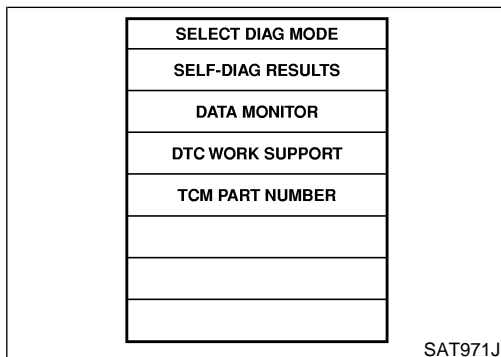 SELECT DIAG MODE
SELF-DIAG RESULTS
DATA MONITOR
DTC WORK SUPPORT
TCM PART NUMBER
SAT971J